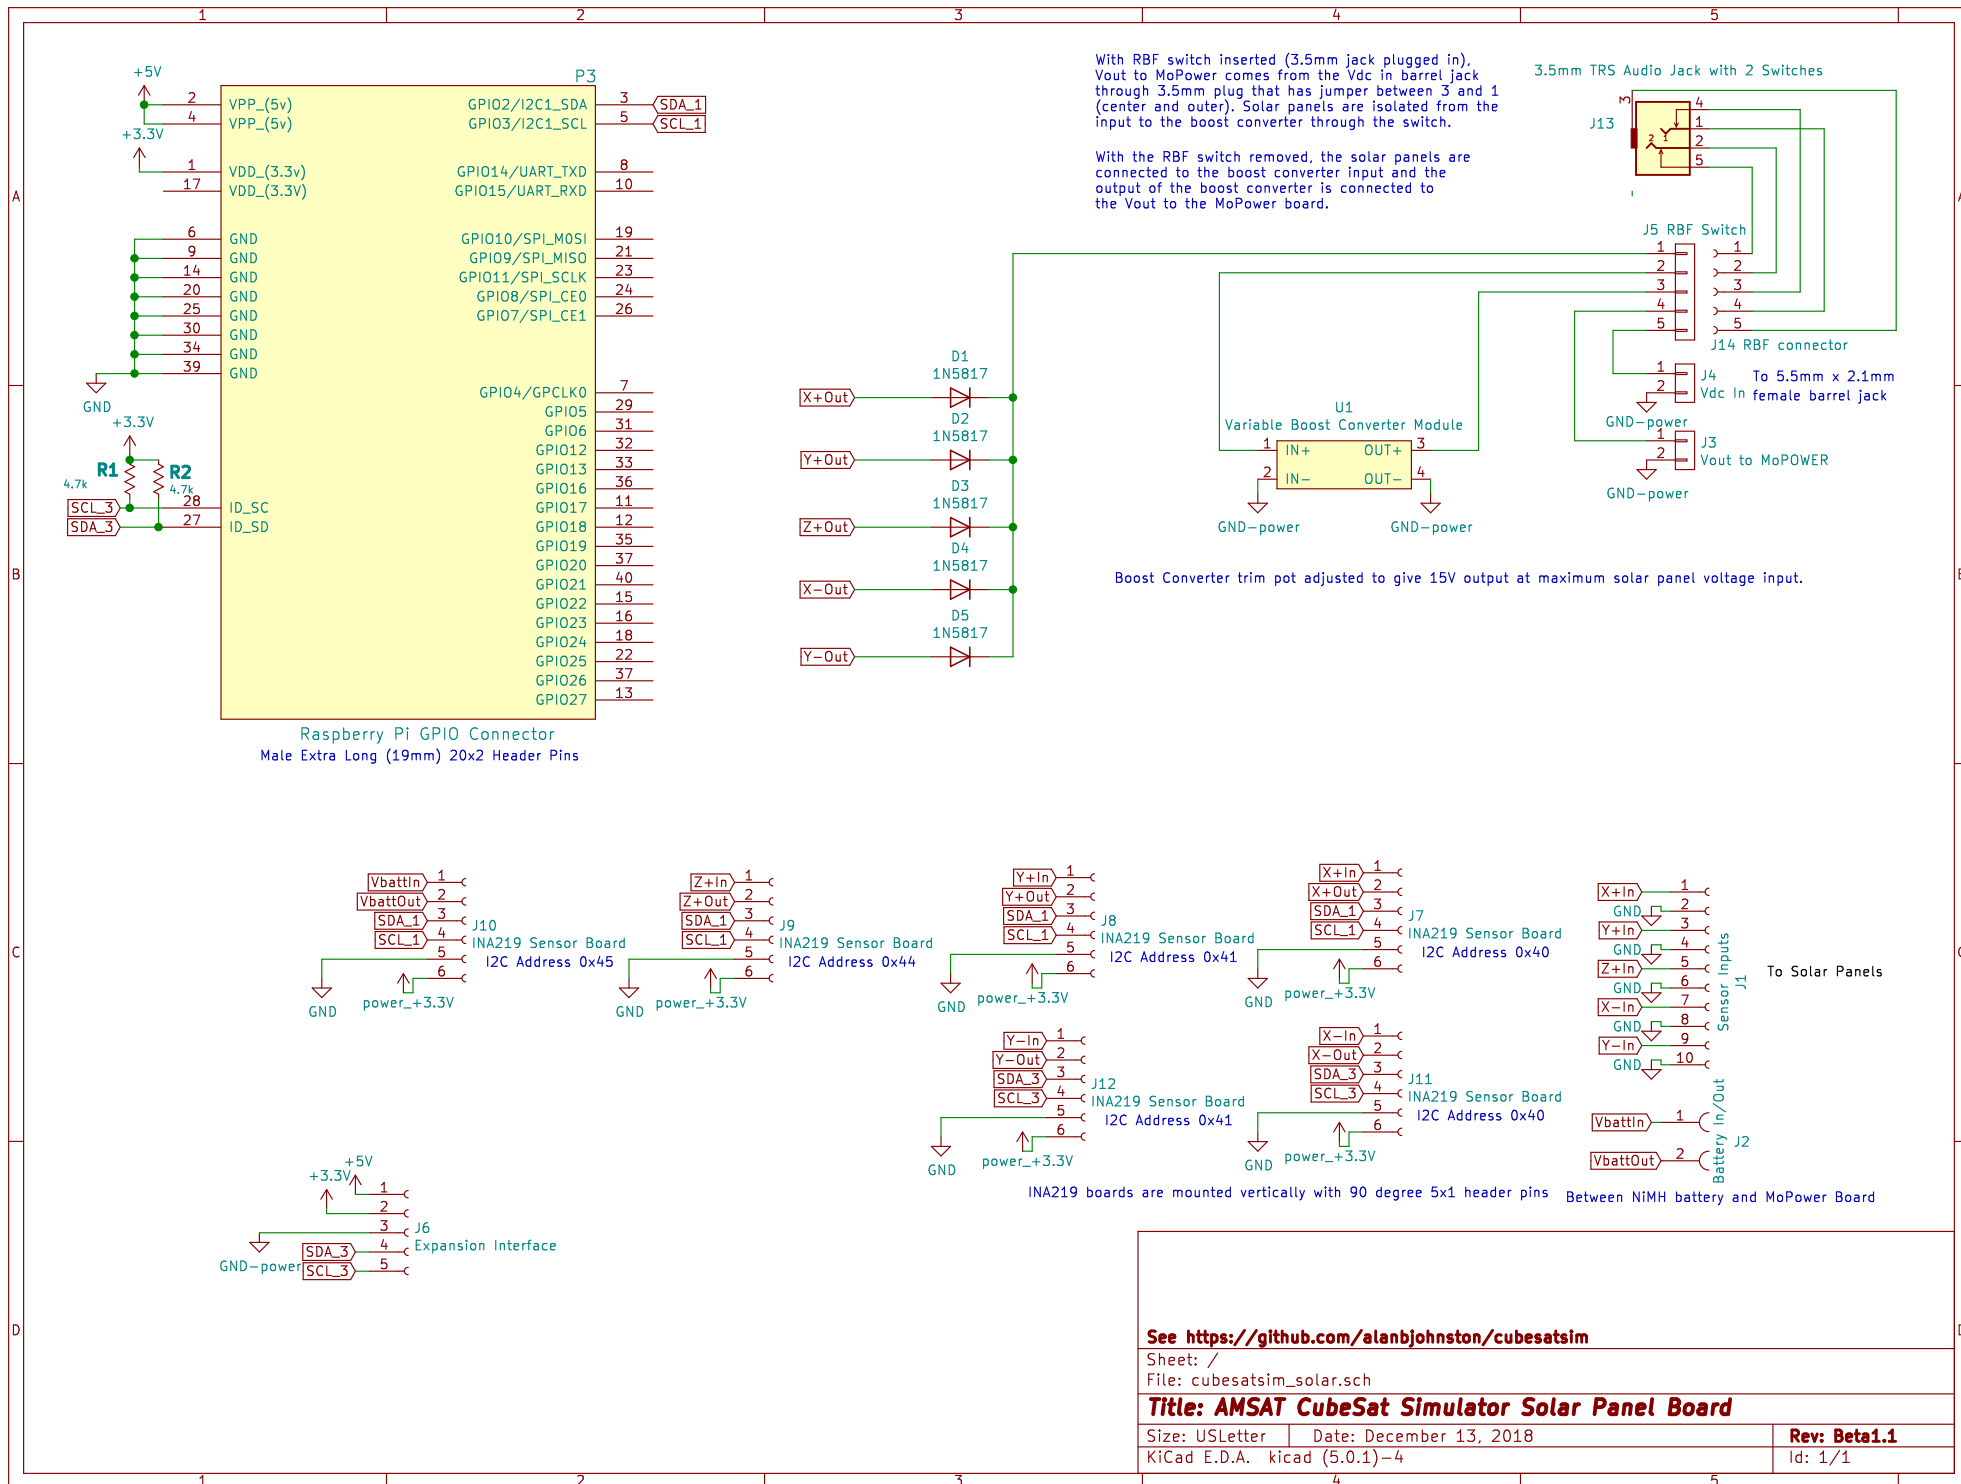 1 2 3 4 5
A
B
C
D
+5V
+3.3V
P3
2 VPP_(5v)
4 VPP_(5v)
1 VDD_(3.3v)
17 VDD_(3.3V)
6 GND
9 GND
14 GND
20 GND
25 GND
30 GND
34 GND
39 GND
GND
+3.3V
R1
4.7k
R2
4.7k
SCL_3 28 ID_SC
SDA_3 27 ID_SD
GPIO2/I2C1_SDA 3 SDA_1
GPIO3/I2C1_SCL 5 SCL_1
GPIO14/UART_TXD 8
GPIO15/UART_RXD 10
GPIO10/SPI_MOSI 19
GPIO9/SPI_MISO 21
GPIO11/SPI_SCLK 23
GPIO8/SPI_CE0 24
GPIO7/SPI_CE1 26
GPIO4/GPCLK0 7
GPIO5 29
GPIO6 31
GPIO12 32
GPIO13 33
GPIO16 36
GPIO17 11
GPIO18 12
GPIO19 35
GPIO20 37
GPIO21 40
GPIO22 15
GPIO23 16
GPIO24 18
GPIO25 22
GPIO26 37
GPIO27 13
Raspberry Pi GPIO Connector
Male Extra Long (19mm) 20x2 Header Pins
With RBF switch inserted (3.5mm jack plugged in),
Vout to MoPower comes from the Vdc in barrel jack
through 3.5mm plug that has jumper between 3 and 1
(center and outer). Solar panels are isolated from the
input to the boost converter through the switch.
With the RBF switch removed, the solar panels are
connected to the boost converter input and the
output of the boost converter is connected to
the Vout to the MoPower board.
3.5mm TRS Audio Jack with 2 Switches
J13
3
4
1
2
5
2 1
J5 RBF Switch
1 1
2 2
3 3
4 4
5 5
J14 RBF connector
1 J4
2 Vdc In
To 5.5mm x 2.1mm
female barrel jack
GND-power
1 J3
2 Vout to MoPOWER
GND-power
D1
1N5817
X+Out
D2
1N5817
Y+Out
D3
1N5817
Z+Out
D4
1N5817
X-Out
D5
1N5817
Y-Out
U1
Variable Boost Converter Module
1 IN+ OUT+ 3
2 IN- OUT- 4
GND-power GND-power
Boost Converter trim pot adjusted to give 15V output at maximum solar panel voltage input.
VbattIn 1
VbattOut 2
SDA_1 3
SCL_1 4
5
6
J10
INA219 Sensor Board
I2C Address 0x45
GND
power_+3.3V
Z+In 1
Z+Out 2
SDA_1 3
SCL_1 4
5
6
J9
INA219 Sensor Board
I2C Address 0x44
GND
power_+3.3V
Y+In 1
Y+Out 2
SDA_1 3
SCL_1 4
5
6
J8
INA219 Sensor Board
I2C Address 0x41
GND
power_+3.3V
X+In 1
X+Out 2
SDA_1 3
SCL_1 4
5
6
J7
INA219 Sensor Board
I2C Address 0x40
GND
power_+3.3V
Y-In 1
Y-Out 2
SDA_3 3
SCL_3 4
5
6
J12
INA219 Sensor Board
I2C Address 0x41
GND
power_+3.3V
X-In 1
X-Out 2
SDA_3 3
SCL_3 4
5
6
J11
INA219 Sensor Board
I2C Address 0x40
GND
power_+3.3V
INA219 boards are mounted vertically with 90 degree 5x1 header pins
X+In 1
GND 2
Y+In 3
GND 4
Z+In 5
GND 6
X-In 7
GND 8
Y-In 9
GND 10
Sensor Inputs
J1
To Solar Panels
VbattIn 1
VbattOut 2
Battery In/Out
J2
Between NiMH battery and MoPower Board
+5V
+3.3V
1
2
3
SDA_3 4
SCL_3 5
J6
Expansion Interface
GND-power
See https://github.com/alanbjohnston/cubesatsim
Sheet: /
File: cubesatsim_solar.sch
Title: AMSAT CubeSat Simulator Solar Panel Board
Size: USLetter Date: December 13, 2018 Rev: Beta1.1
KiCad E.D.A. kicad (5.0.1)-4 Id: 1/1
1 2 3 4 5